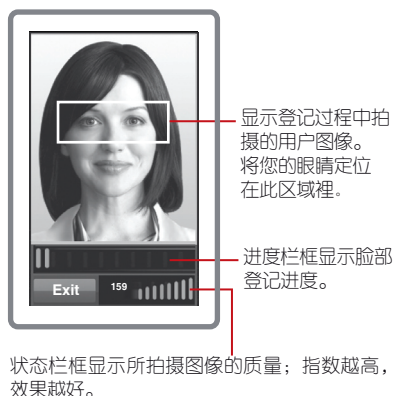 显示登记过程中拍
摄的用户图像。
将您的眼睛定位
在此区域裡。
进度栏框显示脸部
登记进度。
Exit 159
状态栏框显示所拍摄图像的质量；指数越高，
效果越好。